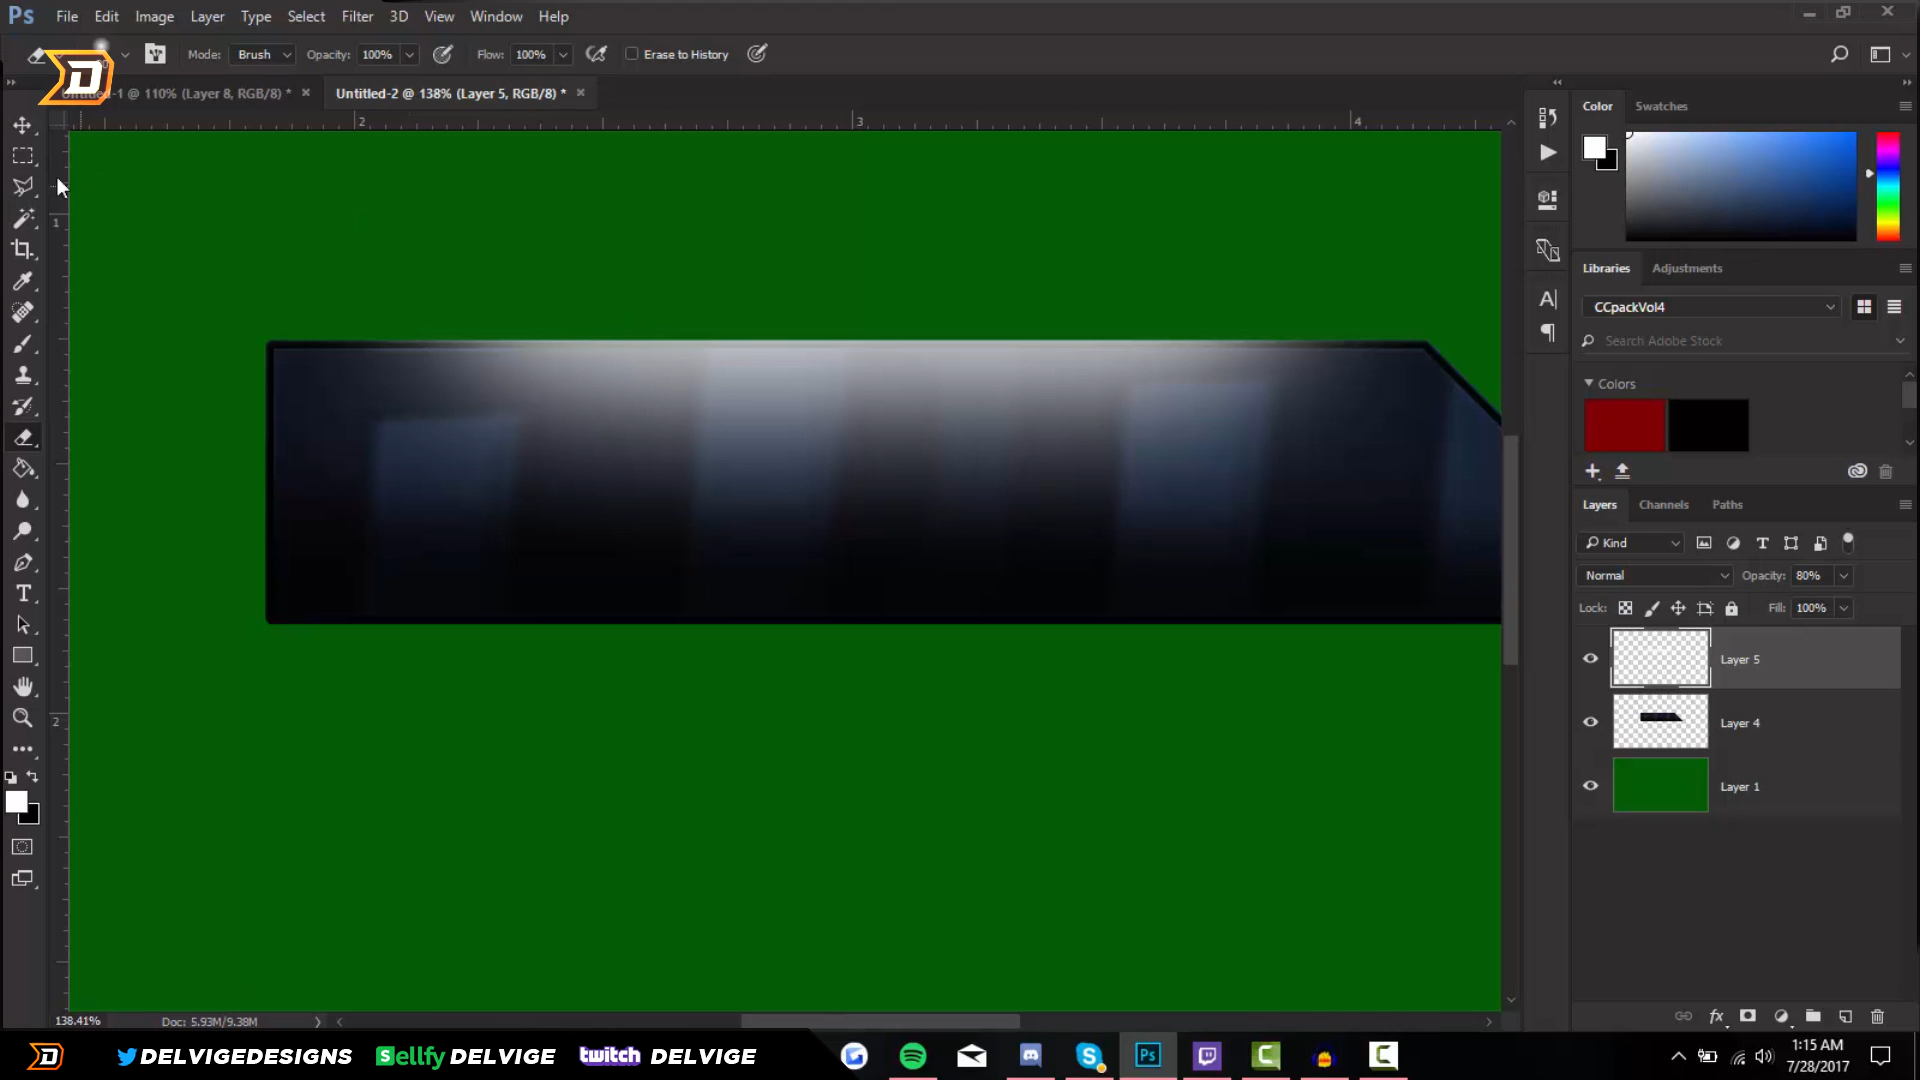 Ps File Edit Image Layer Type Select Filter 3D View Window Help
Mode: Brush Opacity: 100% Flow: 100% Erase to History
D
-1 @ 110% (Layer 8, RGB/8) * × Untitled-2 @ 138% (Layer 5, RGB/8) * ×
2 3 4
1
2
Color Swatches
Libraries Adjustments
CCpackVol4
Search Adobe Stock
Colors
Layers Channels Paths
Kind
Normal Opacity: 80%
Lock: Fill: 100%
Layer 5
Layer 4
Layer 1
138.41% Doc: 5.93M/9.38M
D DELVIGEDESIGNS Sellfy DELVIGE twitch DELVIGE
Ps
1:15 AM
7/28/2017